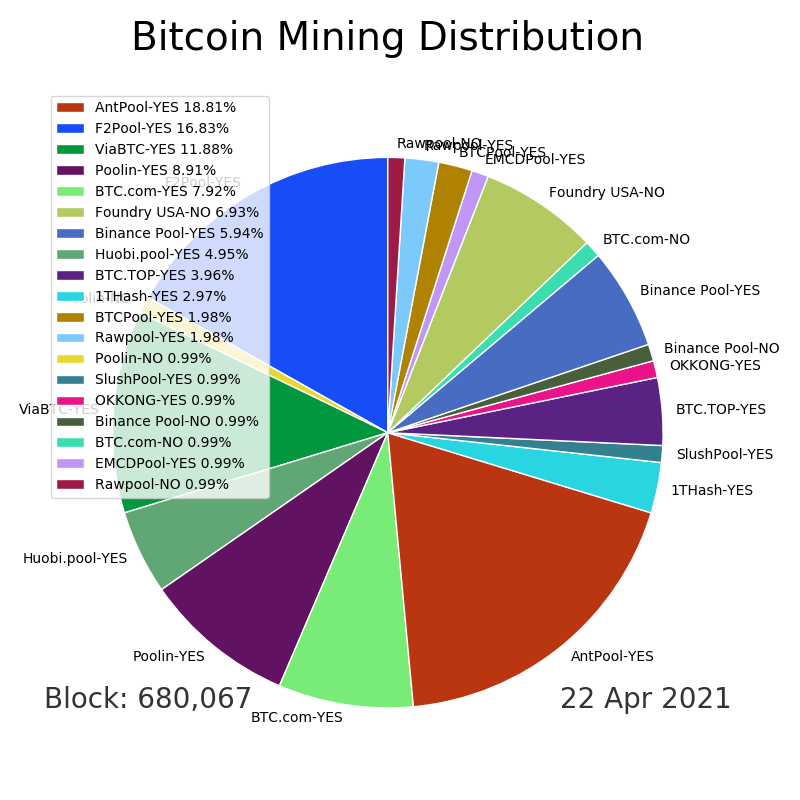 Bitcoin Mining Distribution
AntPool-YES 18.81%
F2Pool-YES 16.83%
ViaBTC-YES 11.88%
Poolin-YES 8.91%
BTC.com-YES 7.92%
Foundry USA-NO 6.93%
Binance Pool-YES 5.94%
Huobi.pool-YES 4.95%
BTC.TOP-YES 3.96%
1THash-YES 2.97%
BTCPool-YES 1.98%
Rawpool-YES 1.98%
Poolin-NO 0.99%
SlushPool-YES 0.99%
OKKONG-YES 0.99%
Binance Pool-NO 0.99%
BTC.com-NO 0.99%
EMCDPool-YES 0.99%
Rawpool-NO 0.99%
Rawpool-NO
Rawpool-YES
BTCPool-YES
EMCDPool-YES
Foundry USA-NO
BTC.com-NO
Binance Pool-YES
Binance Pool-NO
OKKONG-YES
BTC.TOP-YES
SlushPool-YES
1THash-YES
AntPool-YES
BTC.com-YES
Poolin-YES
Huobi.pool-YES
ViaBTC-YES
Poolin-NO
F2Pool-YES
Block: 680,067
22 Apr 2021